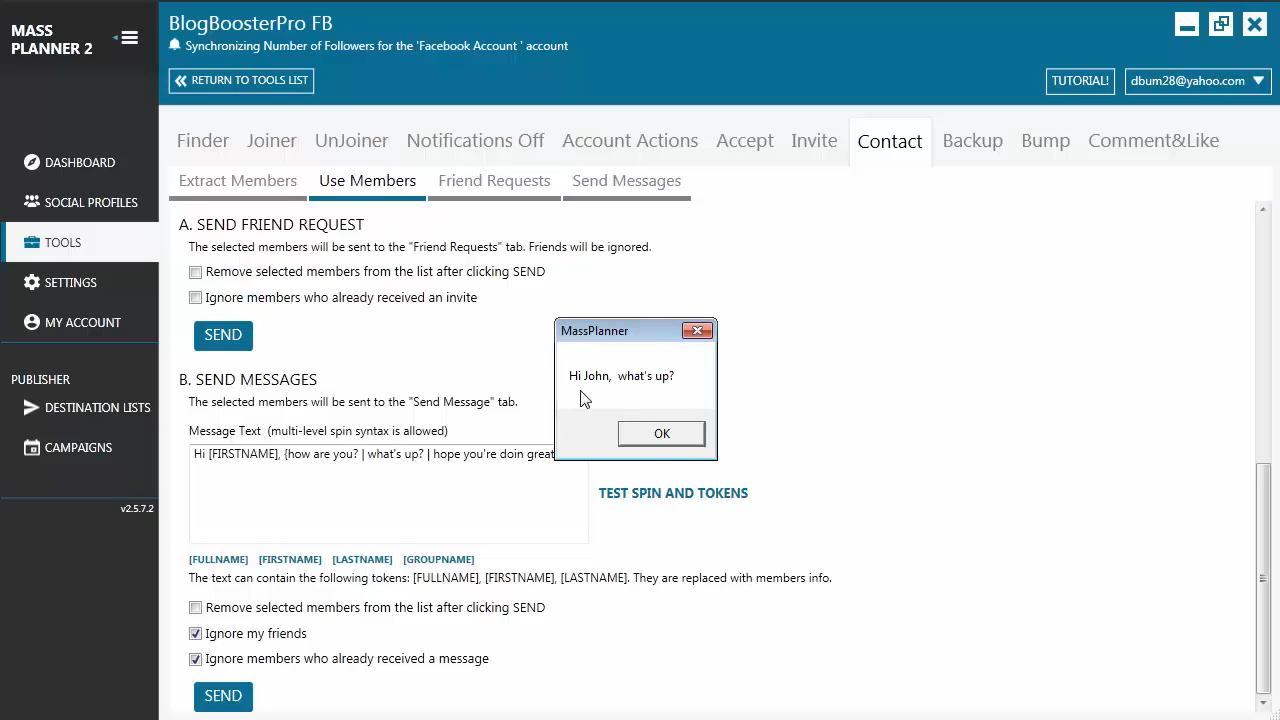 MASS
PLANNER 2
BlogBoosterPro FB
Synchronizing Number of Followers for the 'Facebook Account ' account
RETURN TO TOOLS LIST
TUTORIAL!
dbum28@yahoo.com
DASHBOARD
SOCIAL PROFILES
TOOLS
SETTINGS
MY ACCOUNT
PUBLISHER
DESTINATION LISTS
CAMPAIGNS
v2.5.7.2
Finder Joiner UnJoiner Notifications Off Account Actions Accept Invite Contact Backup Bump Comment&Like
Extract Members Use Members Friend Requests Send Messages
A. SEND FRIEND REQUEST
The selected members will be sent to the "Friend Requests" tab. Friends will be ignored.
Remove selected members from the list after clicking SEND
Ignore members who already received an invite
SEND
B. SEND MESSAGES
The selected members will be sent to the "Send Message" tab.
Message Text (multi-level spin syntax is allowed)
Hi [FIRSTNAME], {how are you? | what's up? | hope you're doin great
TEST SPIN AND TOKENS
[FULLNAME] [FIRSTNAME] [LASTNAME] [GROUPNAME]
The text can contain the following tokens: [FULLNAME], [FIRSTNAME], [LASTNAME]. They are replaced with members info.
Remove selected members from the list after clicking SEND
Ignore my friends
Ignore members who already received a message
SEND
MassPlanner
Hi John,  what's up?
OK